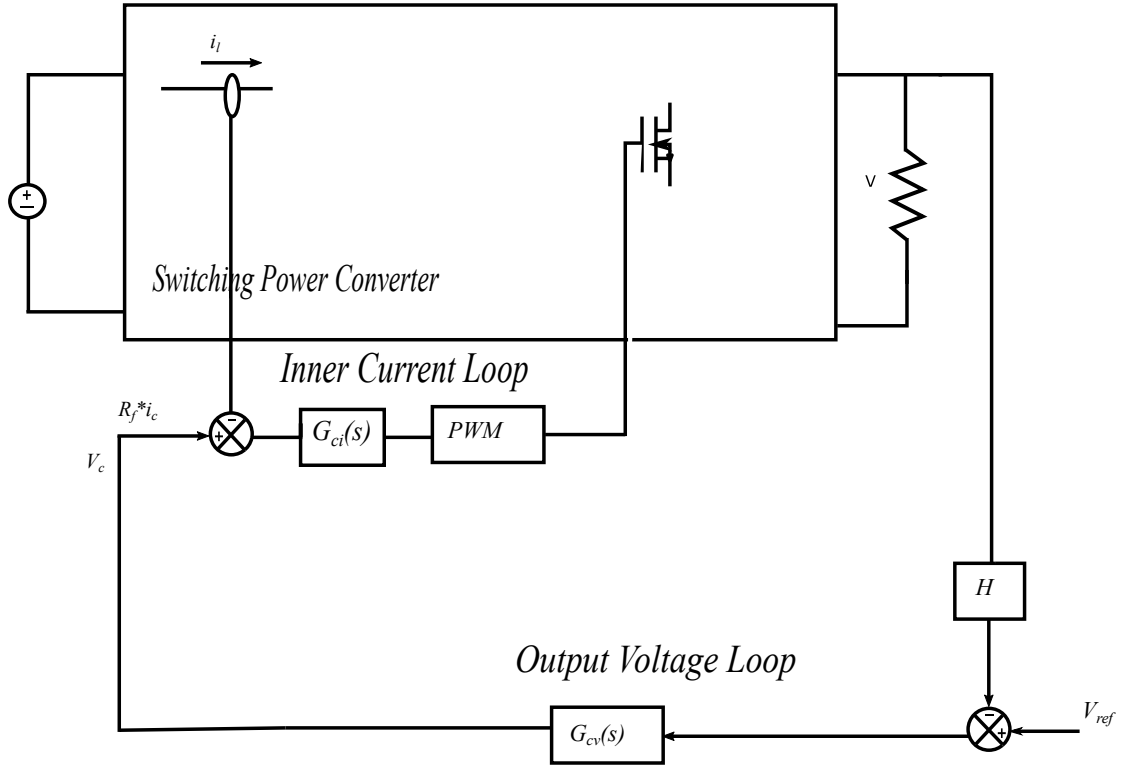 i_l
+
−
V
Switching Power Converter
Inner Current Loop
R_f*i_c
−
+
G_ci(s)
PWM
V_c
H
Output Voltage Loop
−
+
V_ref
G_cv(s)